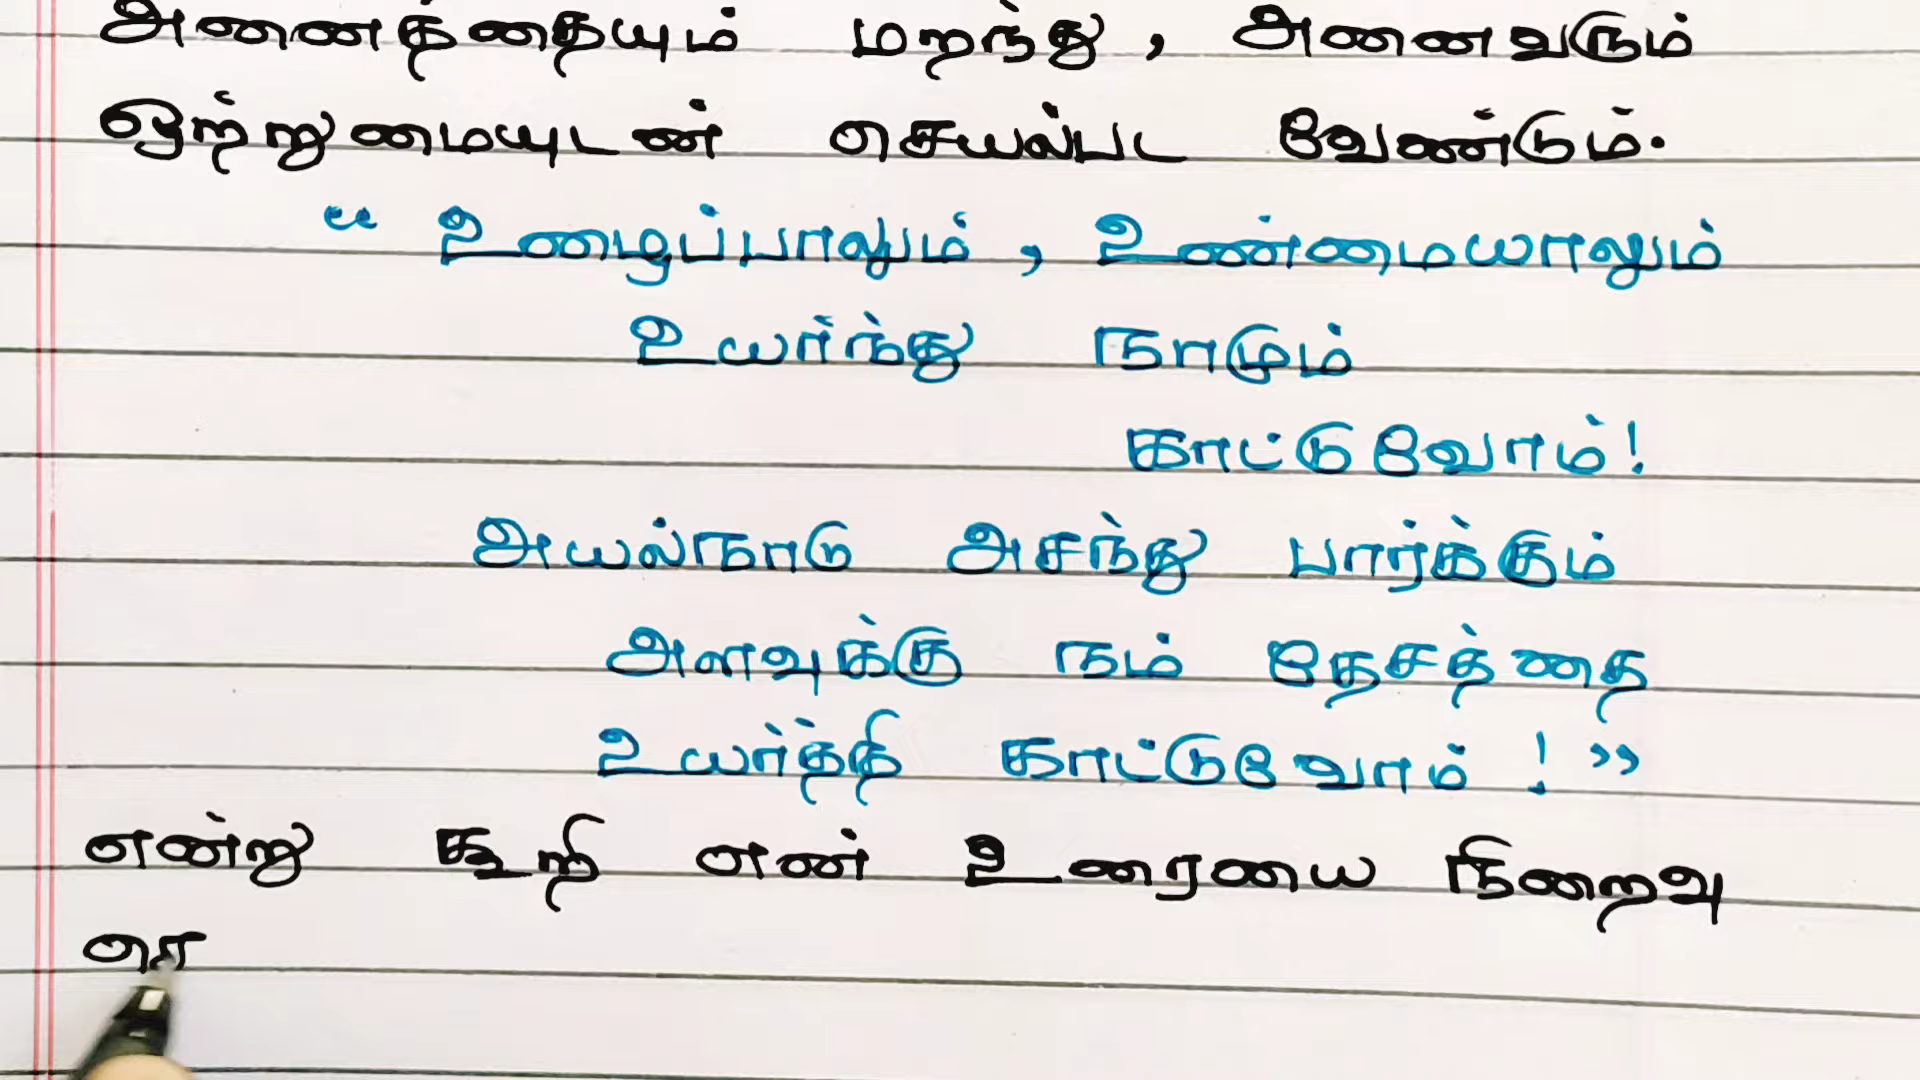 அனைத்தையும் மறந்து, அனைவரும்
ஒற்றுமையுடன் செயல்பட வேண்டும்.
“ உழைப்பாலும், உண்மையாலும்
உயர்ந்து நாமும்
காட்டுவோம்!
அயல்நாடு அசந்து பார்க்கும்
அளவுக்கு நம் தேசத்தை
உயர்த்தி காட்டுவோம் ! ”
என்று கூறி என் உரையை நிறைவு